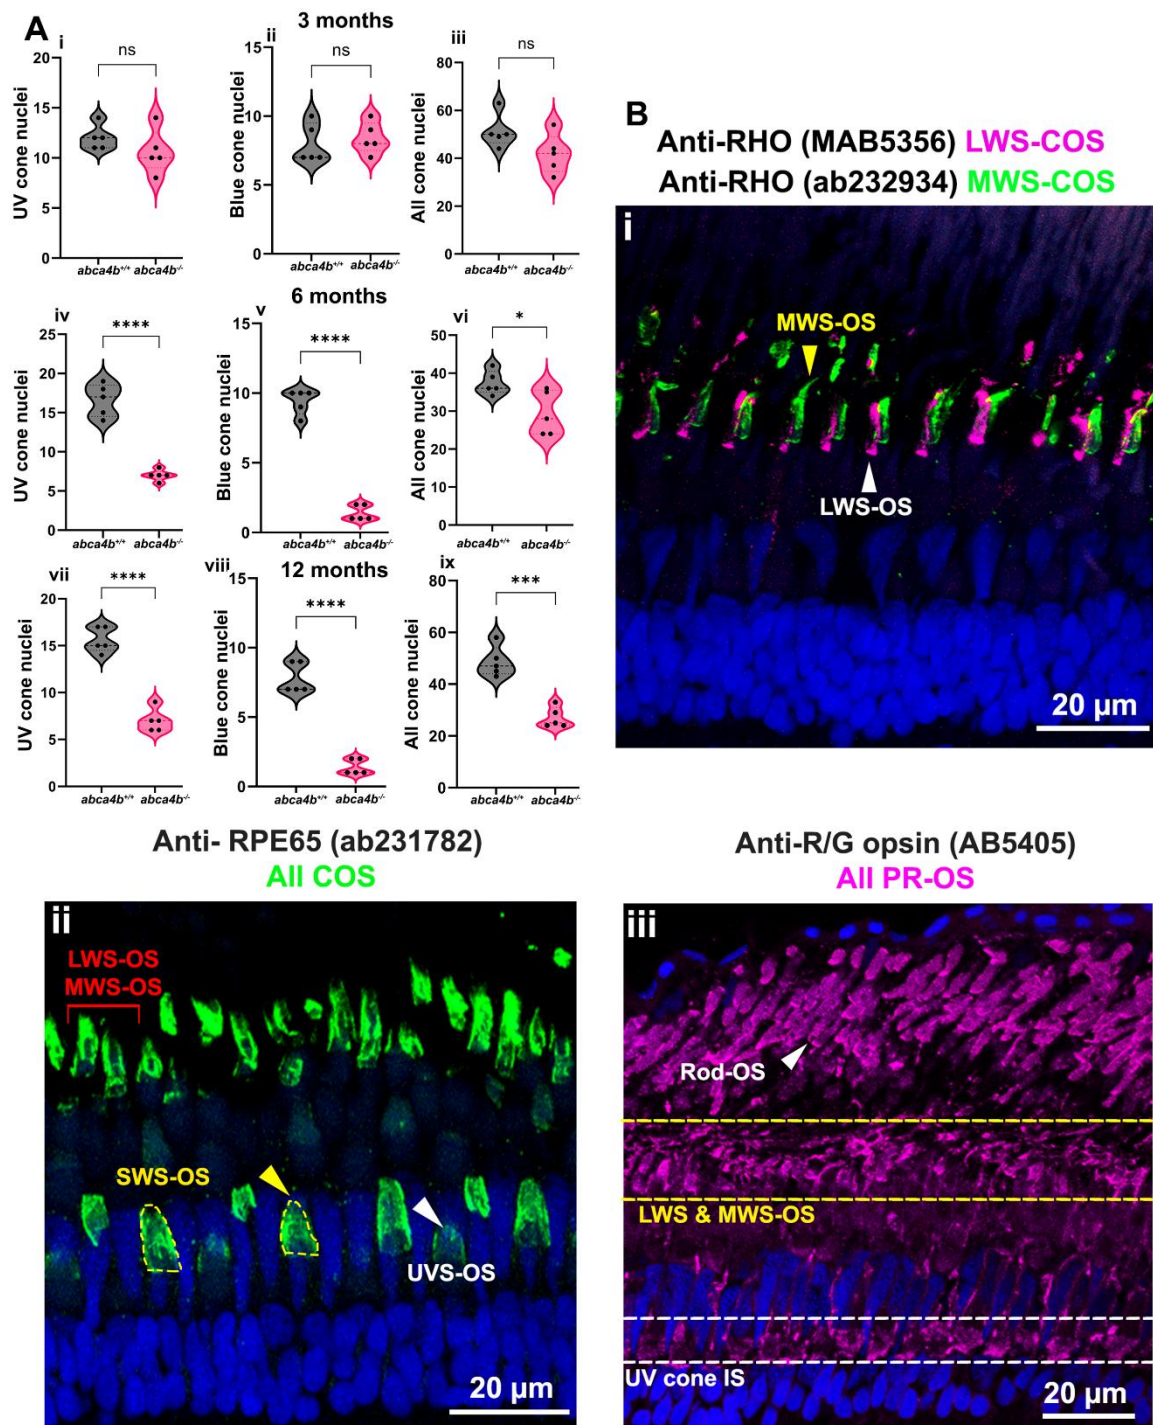 A
3 months
i
ns
20
15
10
5
0
UV cone nuclei
abca4b+/+ abca4b-/-
ii
ns
15
10
5
0
Blue cone nuclei
abca4b+/+ abca4b-/-
iii
ns
80
60
40
20
0
All cone nuclei
abca4b+/+ abca4b-/-
6 months
iv
****
25
20
15
10
5
0
UV cone nuclei
abca4b+/+ abca4b-/-
v
****
15
10
5
0
Blue cone nuclei
abca4b+/+ abca4b-/-
vi
*
50
40
30
20
10
0
All cone nuclei
abca4b+/+ abca4b-/-
12 months
vii
****
20
15
10
5
0
UV cone nuclei
abca4b+/+ abca4b-/-
viii
****
15
10
5
0
Blue cone nuclei
abca4b+/+ abca4b-/-
ix
***
80
60
40
20
0
All cone nuclei
abca4b+/+ abca4b-/-
B
Anti-RHO (MAB5356) LWS-COS
Anti-RHO (ab232934) MWS-COS
i
MWS-OS
LWS-OS
20 µm
Anti- RPE65 (ab231782)
All COS
ii
LWS-OS
MWS-OS
SWS-OS
UVS-OS
20 µm
Anti-R/G opsin (AB5405)
All PR-OS
iii
Rod-OS
LWS & MWS-OS
UV cone IS
20 µm